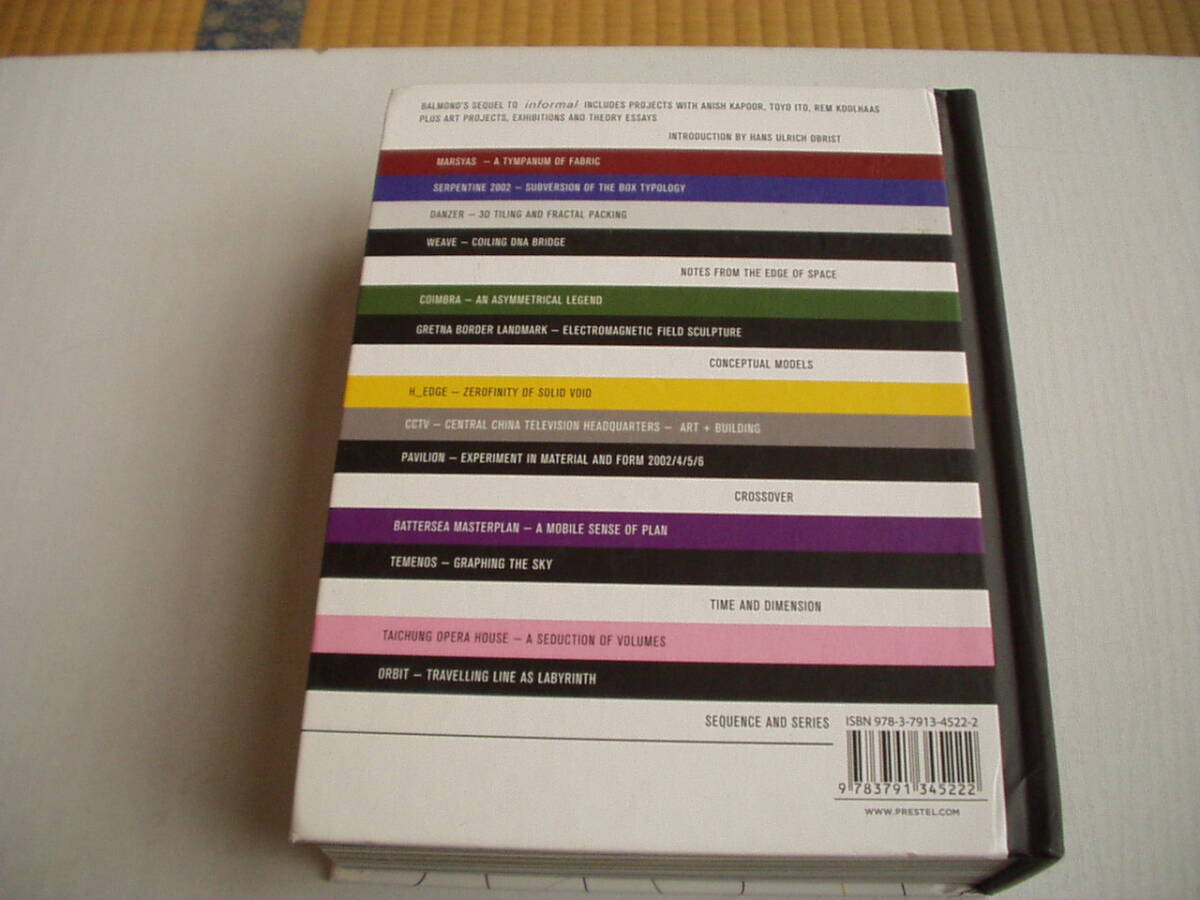 BALMOND'S SEQUEL TO informal INCLUDES PROJECTS WITH ANISH KAPOOR, TOYO ITO, REM KOOLHAAS
PLUS ART PROJECTS, EXHIBITIONS AND THEORY ESSAYS
INTRODUCTION BY HANS ULRICH OBRIST
MARSYAS – A TYMPANUM OF FABRIC
SERPENTINE 2002 – SUBVERSION OF THE BOX TYPOLOGY
DANZER – 3D TILING AND FRACTAL PACKING
WEAVE – COILING DNA BRIDGE
NOTES FROM THE EDGE OF SPACE
COIMBRA – AN ASYMMETRICAL LEGEND
GRETNA BORDER LANDMARK – ELECTROMAGNETIC FIELD SCULPTURE
CONCEPTUAL MODELS
H_EDGE – ZEROFINITY OF SOLID VOID
CCTV – CENTRAL CHINA TELEVISION HEADQUARTERS – ART + BUILDING
PAVILION – EXPERIMENT IN MATERIAL AND FORM 2002/4/5/6
CROSSOVER
BATTERSEA MASTERPLAN – A MOBILE SENSE OF PLAN
TEMENOS – GRAPHING THE SKY
TIME AND DIMENSION
TAICHUNG OPERA HOUSE – A SEDUCTION OF VOLUMES
ORBIT – TRAVELLING LINE AS LABYRINTH
SEQUENCE AND SERIES
ISBN 978-3-7913-4522-2
9 783791 345222
WWW.PRESTEL.COM